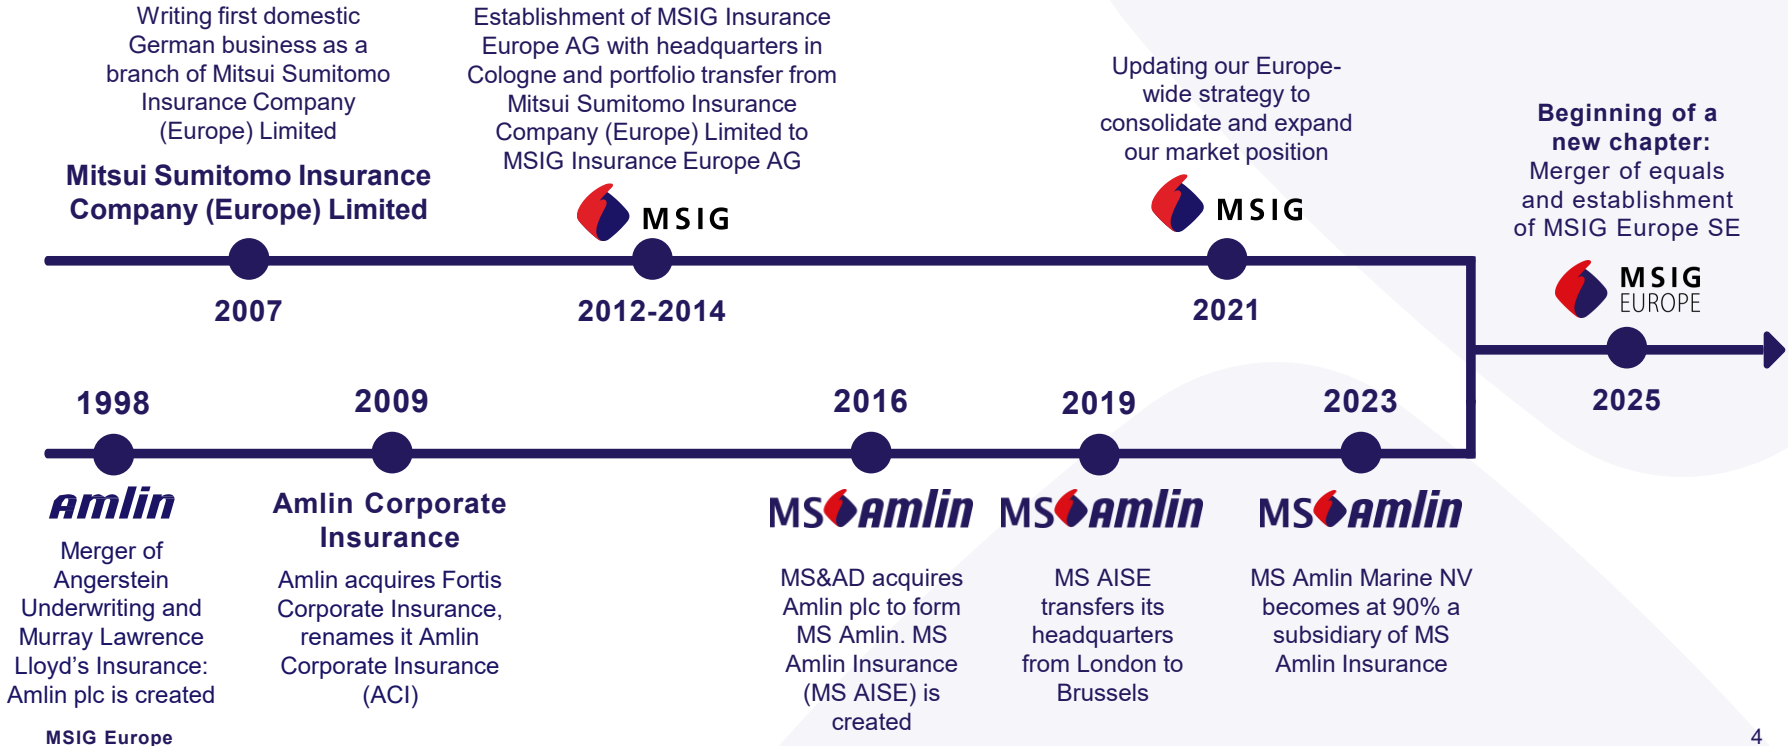 Writing first domestic
German business as a
branch of Mitsui Sumitomo
Insurance Company
(Europe) Limited
Mitsui Sumitomo Insurance
Company (Europe) Limited
2007
Establishment of MSIG Insurance
Europe AG with headquarters in
Cologne and portfolio transfer from
Mitsui Sumitomo Insurance
Company (Europe) Limited to
MSIG Insurance Europe AG
MSIG
2012-2014
Updating our Europe-
wide strategy to
consolidate and expand
our market position
MSIG
2021
Beginning of a
new chapter:
Merger of equals
and establishment
of MSIG Europe SE
MSIG
EUROPE
2025
1998
amlin
Merger of
Angerstein
Underwriting and
Murray Lawrence
Lloyd's Insurance:
Amlin plc is created
2009
Amlin Corporate
Insurance
Amlin acquires Fortis
Corporate Insurance,
renames it Amlin
Corporate Insurance
(ACI)
2016
MS amlin
MS&AD acquires
Amlin plc to form
MS Amlin. MS
Amlin Insurance
(MS AISE) is
created
2019
MS amlin
MS AISE
transfers its
headquarters
from London to
Brussels
2023
MS amlin
MS Amlin Marine NV
becomes at 90% a
subsidiary of MS
Amlin Insurance
MSIG Europe
4